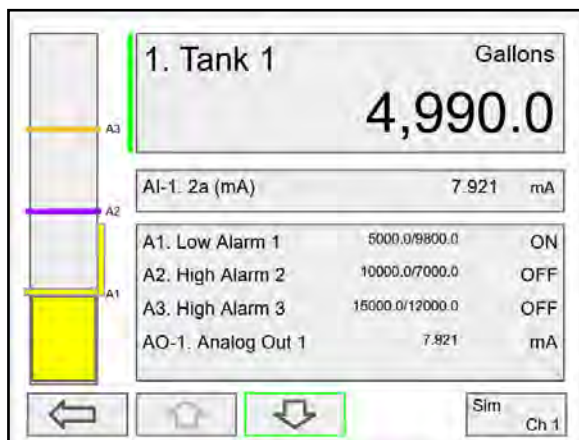 1. Tank 1 Gallons
4,990.0
AI-1. 2a (mA) 7.921 mA
A3
A2
A1
A1. Low Alarm 1 5000.0/9800.0 ON
A2. High Alarm 2 10000.0/7000.0 OFF
A3. High Alarm 3 15000.0/12000.0 OFF
AO-1. Analog Out 1 7.921 mA
Sim
Ch 1